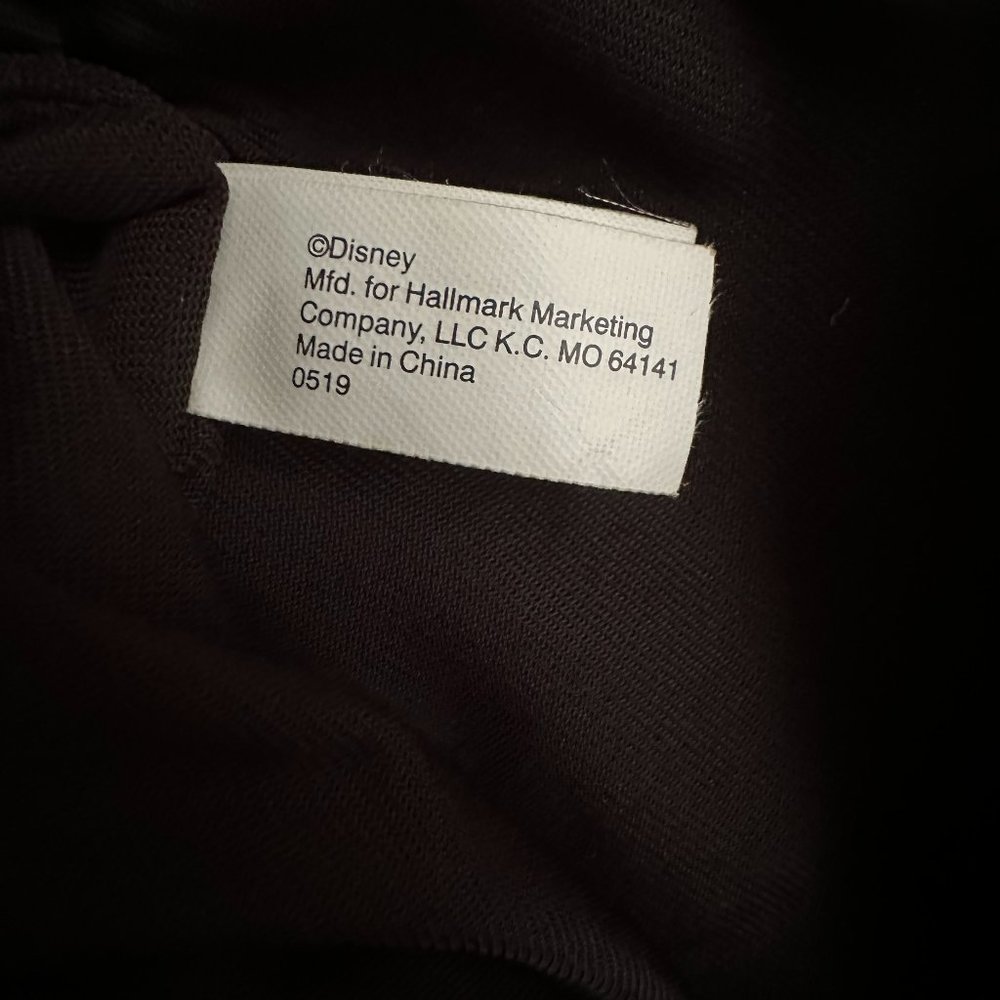 ©Disney
Mfd. for Hallmark Marketing
Company, LLC K.C. MO 64141
Made in China
0519